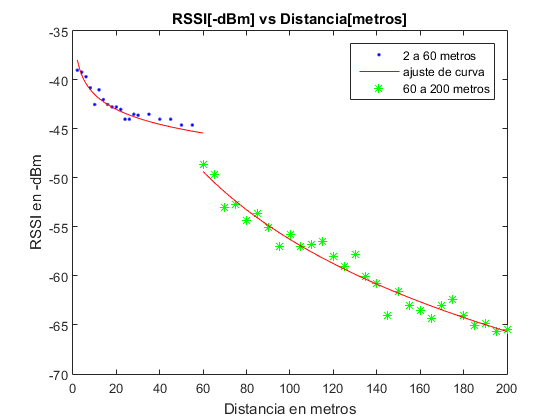 RSSI[-dBm] vs Distancia[metros]
2 a 60 metros
ajuste de curva
60 a 200 metros
RSSI en -dBm
-35
-40
-45
-50
-55
-60
-65
-70
0 20 40 60 80 100 120 140 160 180 200
Distancia en metros